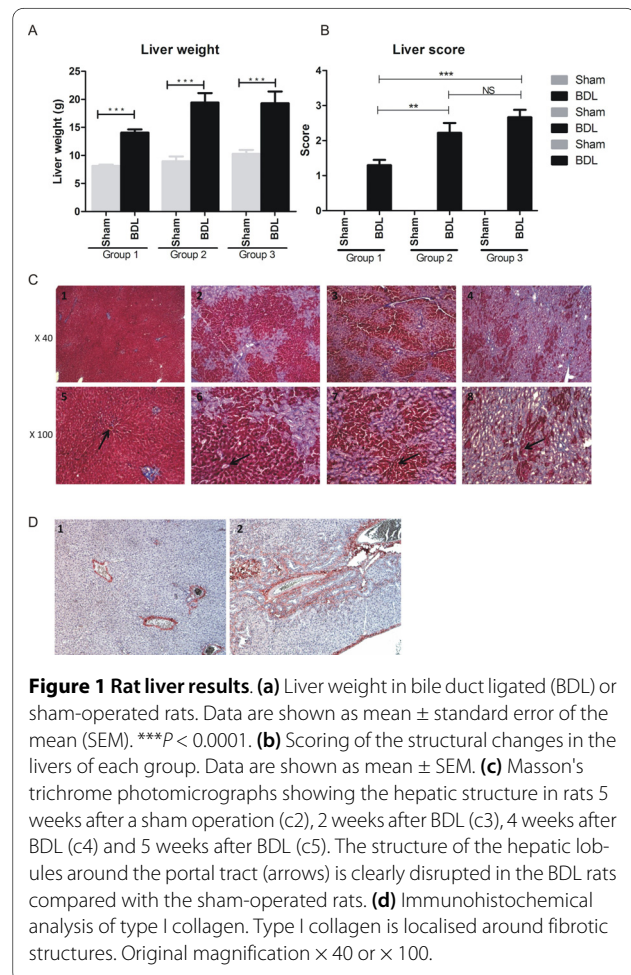 A
Liver weight
Liver weight (g)
25
20
15
10
5
0
***
***
***
Sham
BDL
Sham
BDL
Sham
BDL
Group 1
Group 2
Group 3
B
Liver score
Score
4
3
2
1
0
***
**
NS
Sham
BDL
Sham
BDL
Sham
BDL
Group 1
Group 2
Group 3
Sham
BDL
Sham
BDL
Sham
BDL
C
X 40
1
2
3
4
X 100
5
6
7
8
D
1
2
Figure 1 Rat liver results. (a) Liver weight in bile duct ligated (BDL) or
sham-operated rats. Data are shown as mean ± standard error of the
mean (SEM). ***P < 0.0001. (b) Scoring of the structural changes in the
livers of each group. Data are shown as mean ± SEM. (c) Masson's
trichrome photomicrographs showing the hepatic structure in rats 5
weeks after a sham operation (c2), 2 weeks after BDL (c3), 4 weeks after
BDL (c4) and 5 weeks after BDL (c5). The structure of the hepatic lob-
ules around the portal tract (arrows) is clearly disrupted in the BDL rats
compared with the sham-operated rats. (d) Immunohistochemical
analysis of type I collagen. Type I collagen is localised around fibrotic
structures. Original magnification × 40 or × 100.